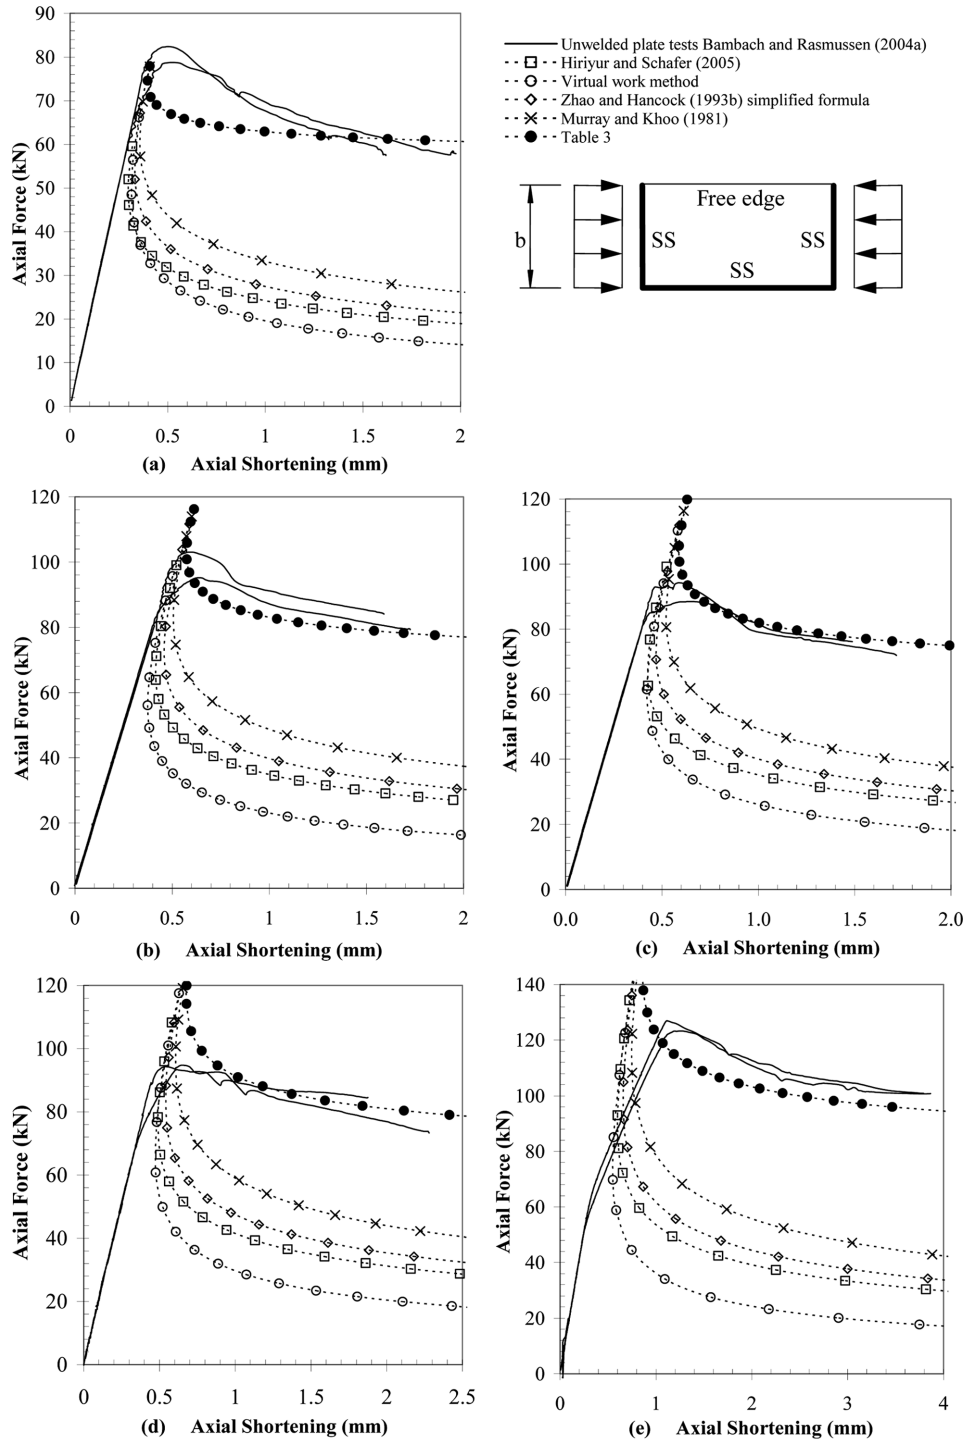 90
80
70
60
50
40
30
20
10
0
Axial Force (kN)
0 0.5 1 1.5 2
(a) Axial Shortening (mm)
Unwelded plate tests Bambach and Rasmussen (2004a)
Hiriyur and Schafer (2005)
Virtual work method
Zhao and Hancock (1993b) simplified formula
Murray and Khoo (1981)
Table 3
b
Free edge
SS SS
SS
120
100
80
60
40
20
0
Axial Force (kN)
0 0.5 1 1.5 2
(b) Axial Shortening (mm)
120
100
80
60
40
20
0
Axial Force (kN)
0.0 0.5 1.0 1.5 2.0
(c) Axial Shortening (mm)
120
100
80
60
40
20
0
Axial Force (kN)
0 0.5 1 1.5 2 2.5
(d) Axial Shortening (mm)
140
120
100
80
60
40
20
0
Axial Force (kN)
0 1 2 3 4
(e) Axial Shortening (mm)